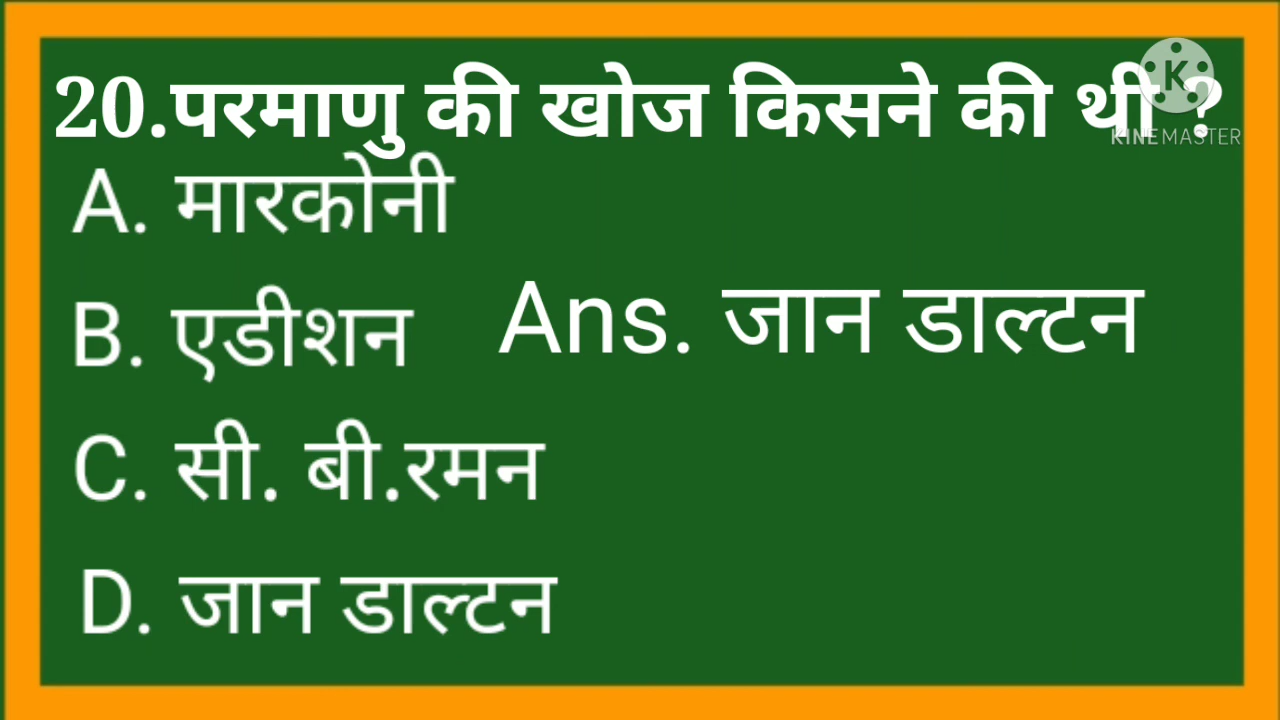 20.परमाणु की खोज किसने की थी ?
KINEMASTER
A. मारकोनी
B. एडीशन
Ans. जान डाल्टन
C. सी. बी.रमन
D. जान डाल्टन